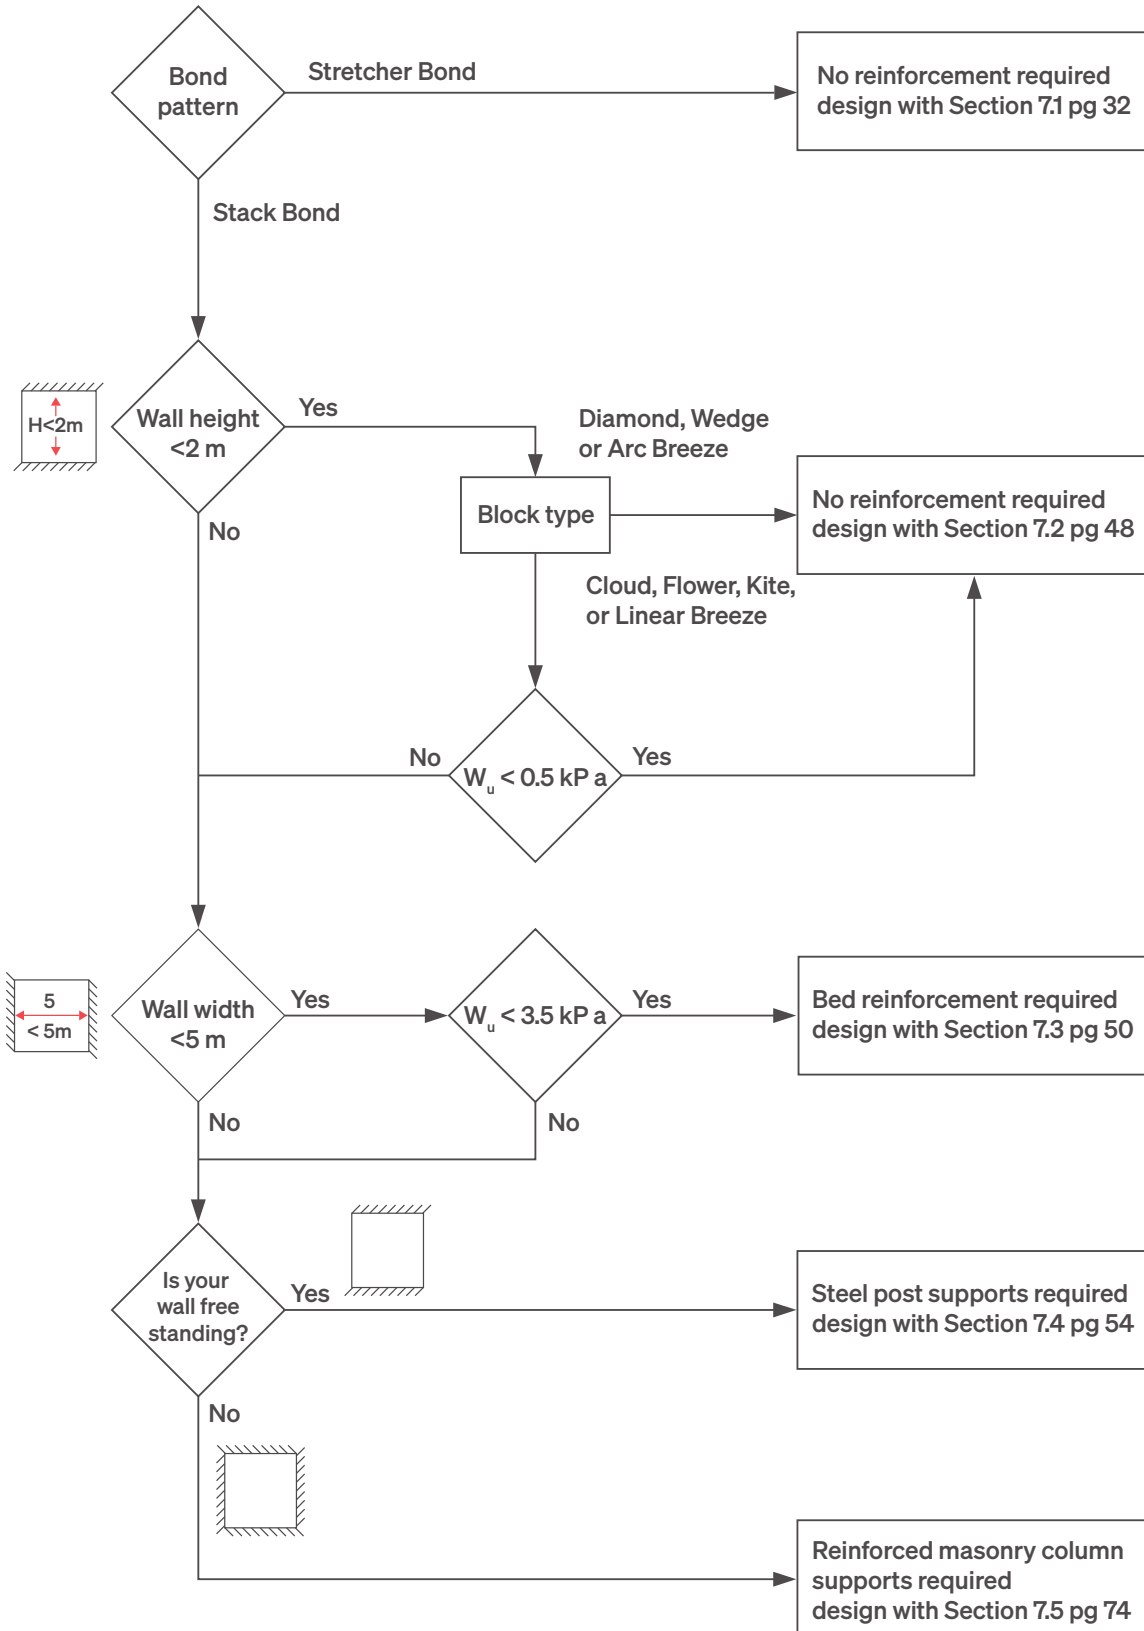 Bond
pattern
Stretcher Bond
No reinforcement required
design with Section 7.1 pg 32
Stack Bond
H<2m
Wall height
<2 m
Yes
No
Diamond, Wedge
or Arc Breeze
Block type
No reinforcement required
design with Section 7.2 pg 48
Cloud, Flower, Kite,
or Linear Breeze
No
Wu < 0.5 kP a
Yes
5
< 5m
Wall width
<5 m
Yes
No
Wu < 3.5 kP a
Yes
No
Bed reinforcement required
design with Section 7.3 pg 50
Is your
wall free
standing?
Yes
No
Steel post supports required
design with Section 7.4 pg 54
Reinforced masonry column
supports required
design with Section 7.5 pg 74